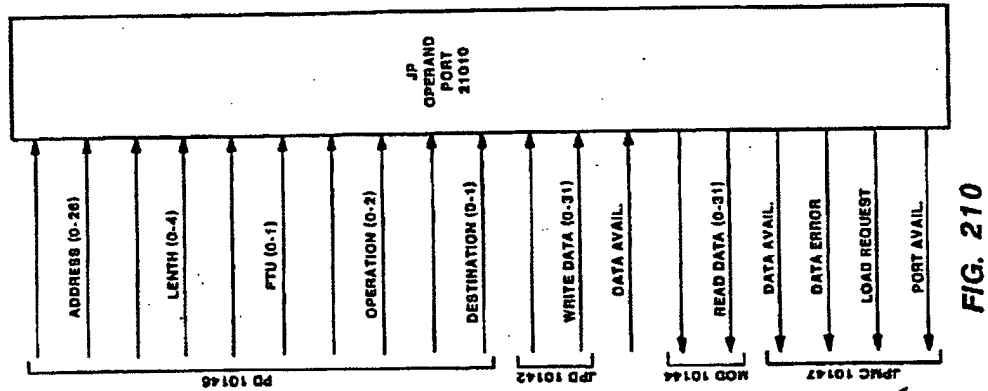 JP
OPERAND
PORT
21010
ADDRESS (0-26)
LENTH (0-4)
FTU (0-1)
OPERATION (0-2)
DESTINATION (0-1)
WRITE DATA (0-31)
DATA AVAIL.
READ DATA (0-31)
DATA AVAIL.
DATA ERROR
LOAD REQUEST
PORT AVAIL.
PD 10146
JPD 10142
MOD 10144
JPMC 10147
FIG. 210